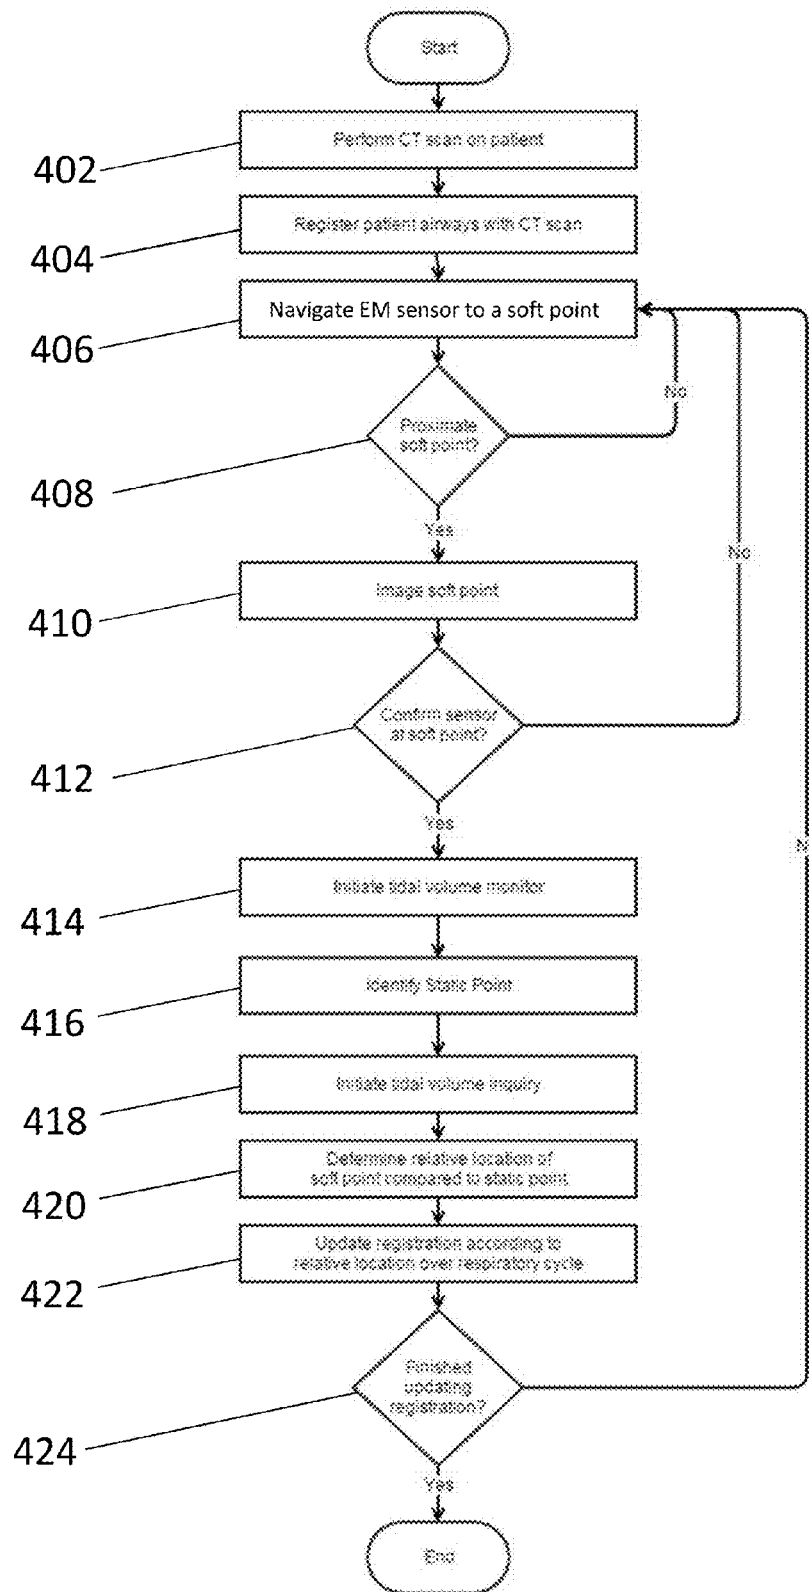 Start
402
Perform CT scan on patient
404
Register patient airways with CT scan
406
Navigate EM sensor to a soft point
408
Proximate
soft point?
No
Yes
410
Image soft point
412
Confirm sensor
at soft point?
No
Yes
414
Initiate tidal volume monitor
416
Identify Static Point
418
Initiate tidal volume inquiry
420
Determine relative location of
soft point compared to static point
422
Update registration according to
relative location over respiratory cycle
424
Finished
updating
registration?
N
Yes
End